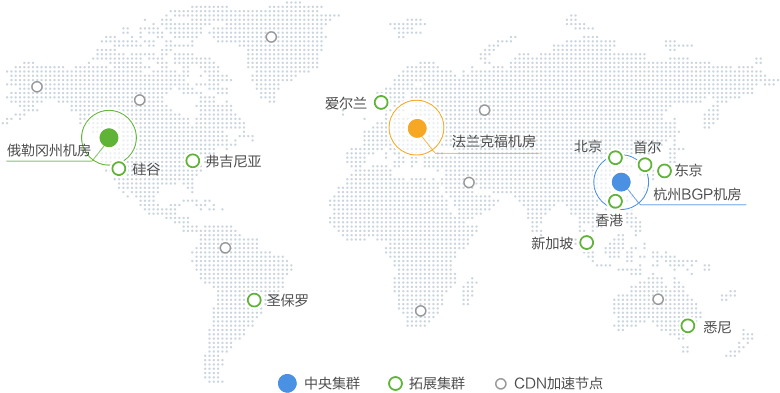 爱尔兰
法兰克福机房
俄勒冈州机房
硅谷
弗吉尼亚
北京
首尔
东京
杭州BGP机房
香港
新加坡
圣保罗
悉尼
中央集群
拓展集群
CDN加速节点